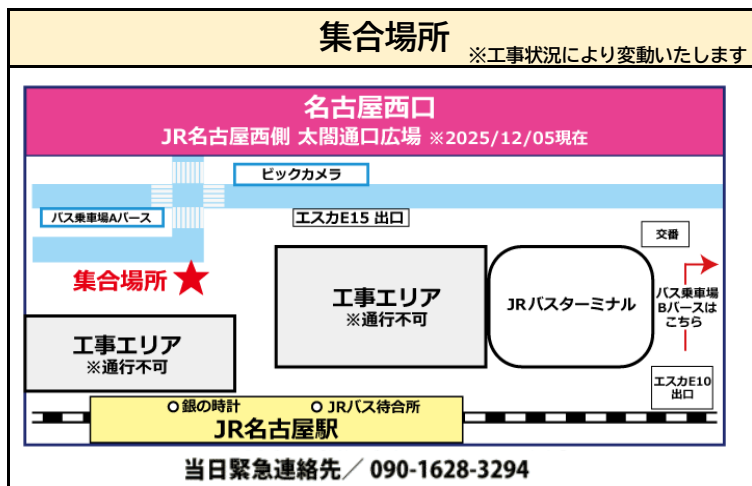 集合場所
※工事状況により変動いたします
名古屋西口
JR名古屋西側 太閤通口広場 ※2025/12/05現在
ビックカメラ
バス乗車場Aバース
エスカE15 出口
交番
集合場所
工事エリア
※通行不可
JRバスターミナル
バス乗車場
Bバースは
こちら
工事エリア
※通行不可
エスカE10
出口
銀の時計
JRバス待合所
JR名古屋駅
当日緊急連絡先／ 090-1628-3294